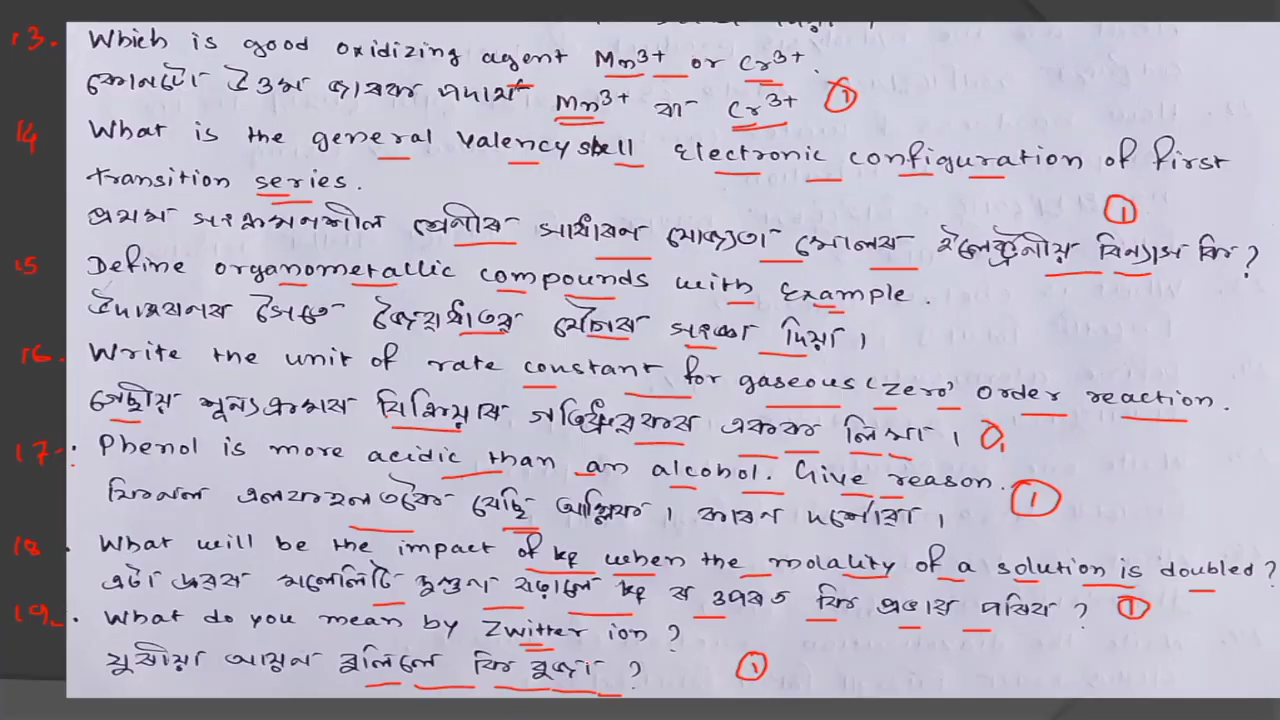 13. Which is good oxidizing agent Mn3+ or Cr3+.
কোনটো উত্তম জাৰক পদাৰ্থ Mn3+ বা Cr3+ ①
14 What is the general valency shell electronic configuration of first
transition series.
প্ৰথম সংক্ৰমণশীল শ্ৰেণীৰ সাধাৰণ যোজ্যতা খোলৰ ইলেক্ট্ৰনীয় বিন্যাস কি? ①
15 Define organometallic compounds with example.
উদাহৰণৰ সৈতে জৈৱধাতৱ যৌগৰ সংজ্ঞা দিয়া।
16. Write the unit of rate constant for gaseous (zero) order reaction.
গেছীয় শূন্যক্ৰমৰ বিক্ৰিয়াৰ গতিধ্ৰুৱকৰ একক লিখা।
17. Phenol is more acidic than an alcohol. Give reason.
ফিনল এলকহলতকৈ বেছি আম্লিক। কাৰণ দৰ্শোৱা। ①
18. What will be the impact of kf when the molality of a solution is doubled?
এটা দ্ৰৱৰ মলেলিটি দুগুণ বঢ়ালে kf ৰ ওপৰত কি প্ৰভাৱ পৰিব? ①
19. What do you mean by Zwitter ion?
আয়ন বুলিলে কি বুজা? ①